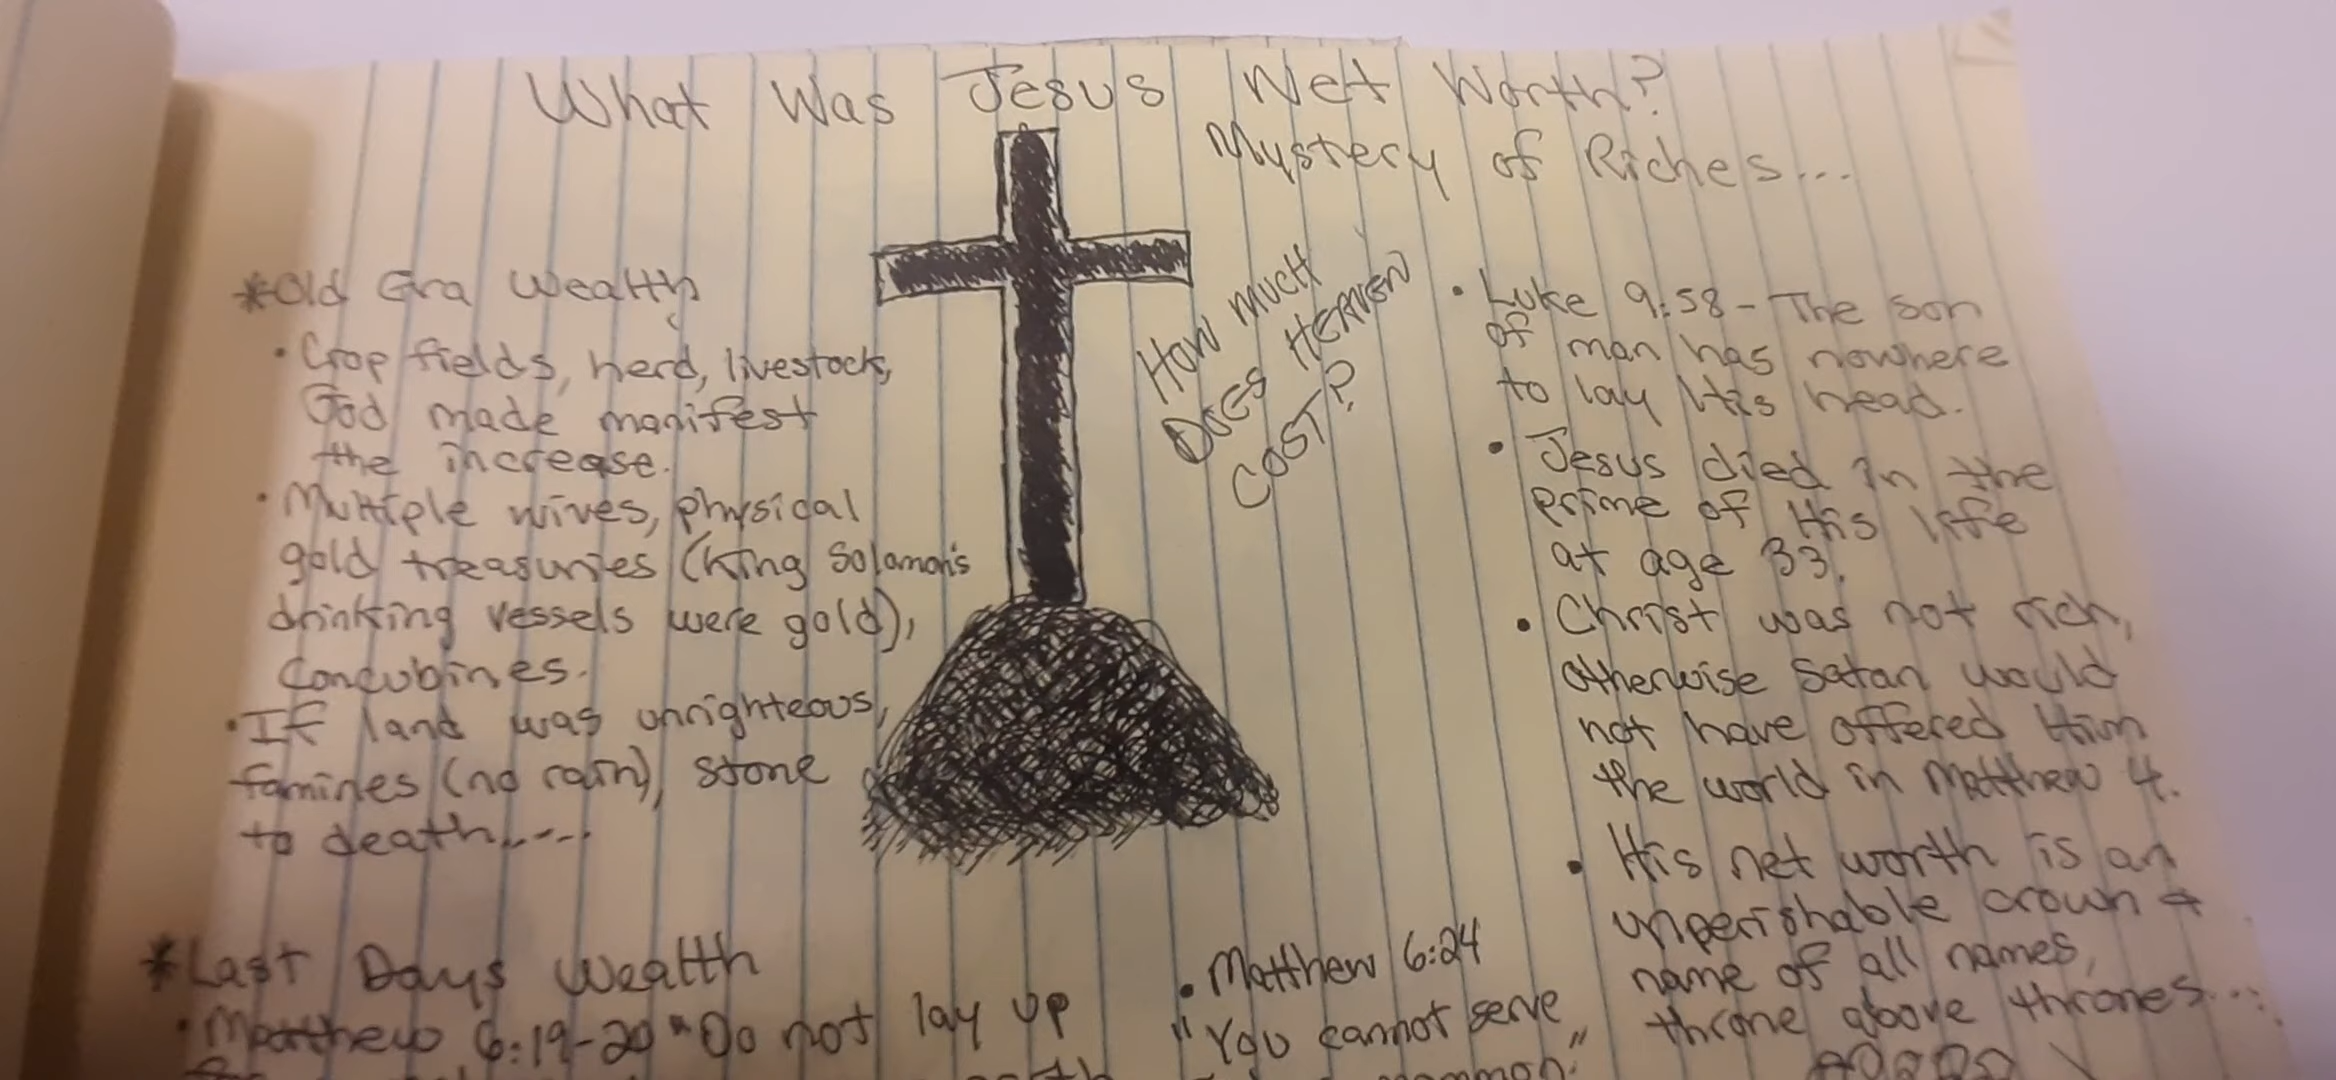 What Was Jesus Net Worth?
Mystery of Riches...
*Old Era Wealth
• Crop fields, herd, livestock,
God made manifest
the increase.
• Multiple wives, physical
gold treasuries (King Solomon's
drinking vessels were gold),
concubines.
• If land was unrighteous,
famines (no rain), stone
to death.....
HOW MUCH
DOES HEAVEN
COST?
• Luke 9:58 - The son
of man has nowhere
to lay His head.
• Jesus died in the
prime of His life
at age 33.
• Christ was not rich,
otherwise Satan would
not have offered Him
the world in Matthew 4.
• His net worth is an
unperishable crown +
name of all names,
throne above thrones...
*Last Days Wealth
• Matthew 6:19-20 "Do not lay up
• Matthew 6:24
"You cannot serve